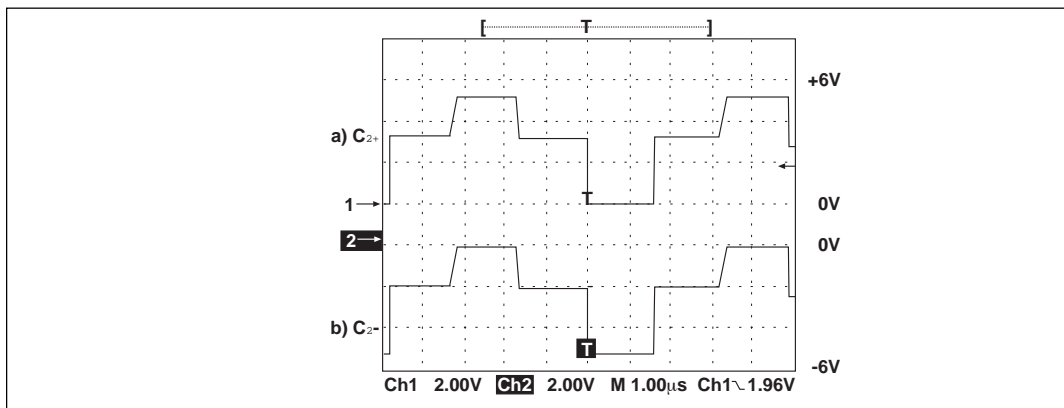 [ T ]
+6V
a) C₂₊
T
1 0V
2 0V
b) C₂-
T
-6V
Ch1 2.00V Ch2 2.00V M 1.00µs Ch1 1.96V